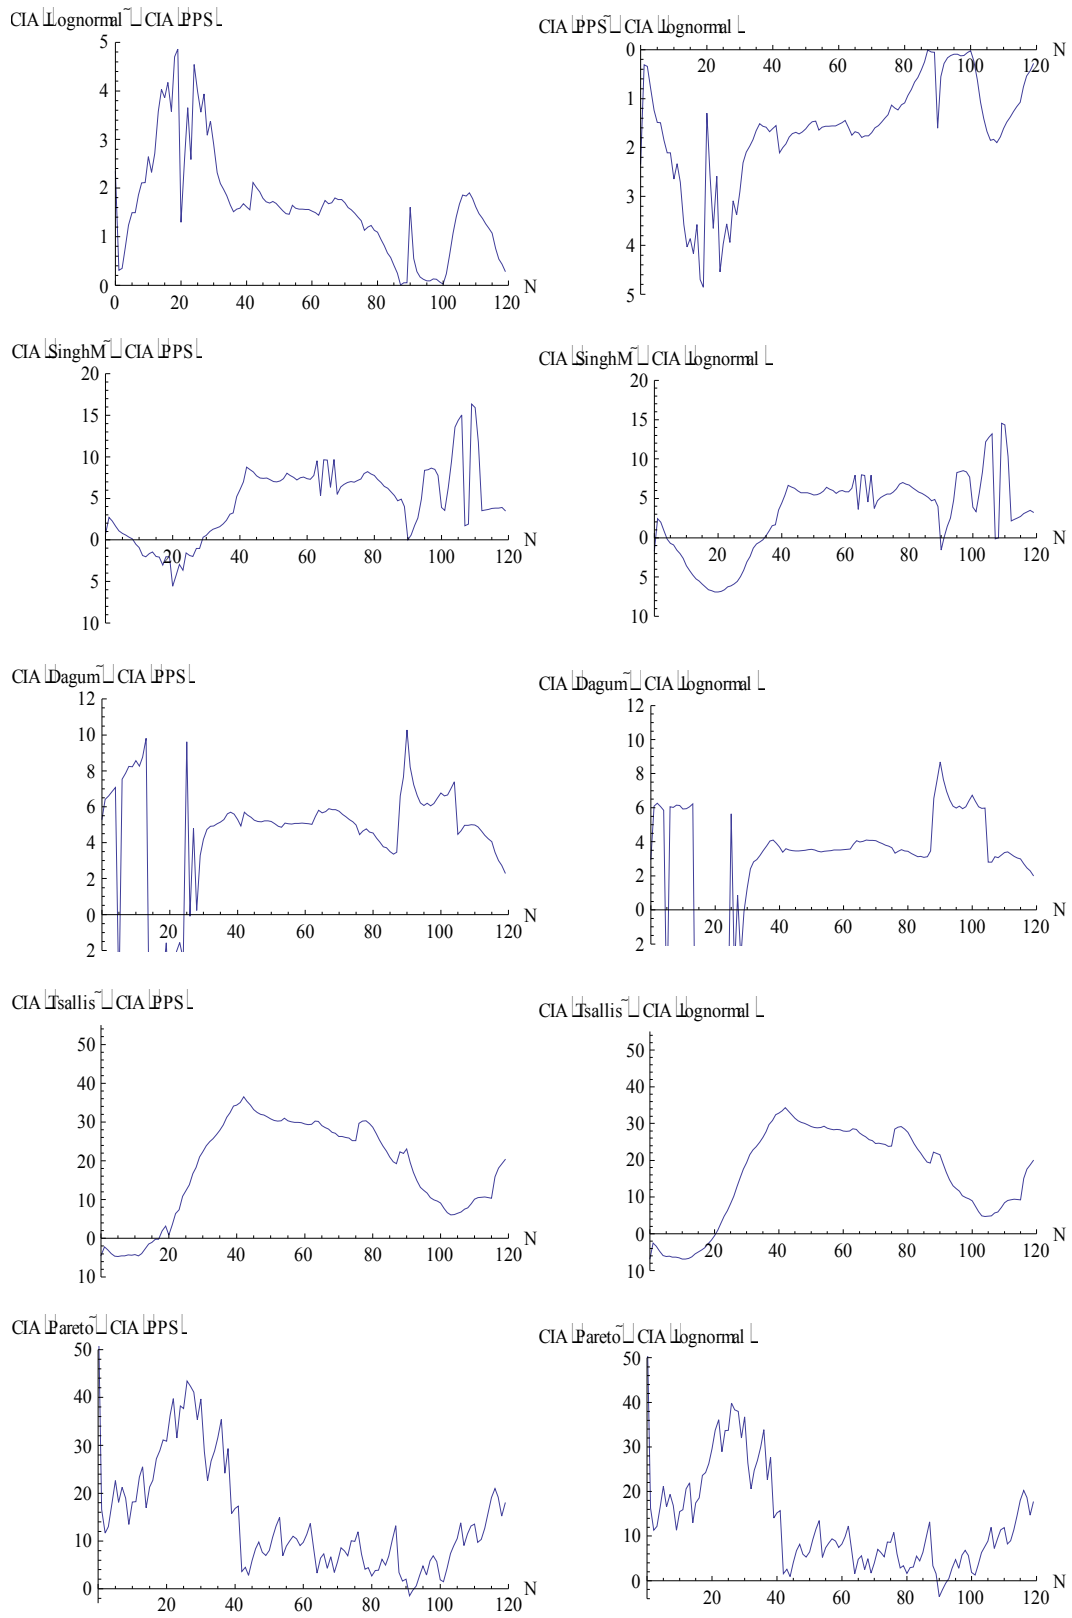 CIA Lognormal ~ CIA PPS
5
4
3
2
1
0
0 20 40 60 80 100 120
N
CIA PPS ~ CIA lognormal
0
20 40 60 80 100 120
N
1
2
3
4
5
CIA SinghM ~ CIA PPS
20
15
10
5
0
5
10
20 40 60 80 100 120
N
CIA SinghM ~ CIA lognormal
20
15
10
5
0
5
10
20 40 60 80 100 120
N
CIA Dagum ~ CIA PPS
12
10
8
6
4
2
0
2
20 40 60 80 100 120
N
CIA Dagum ~ CIA lognormal
12
10
8
6
4
2
0
2
20 40 60 80 100 120
N
CIA Tsallis ~ CIA PPS
50
40
30
20
10
0
10
20 40 60 80 100 120
N
CIA Tsallis ~ CIA lognormal
50
40
30
20
10
0
10
20 40 60 80 100 120
N
CIA Pareto ~ CIA PPS
50
40
30
20
10
0
20 40 60 80 100 120
N
CIA Pareto ~ CIA lognormal
50
40
30
20
10
0
20 40 60 80 100 120
N